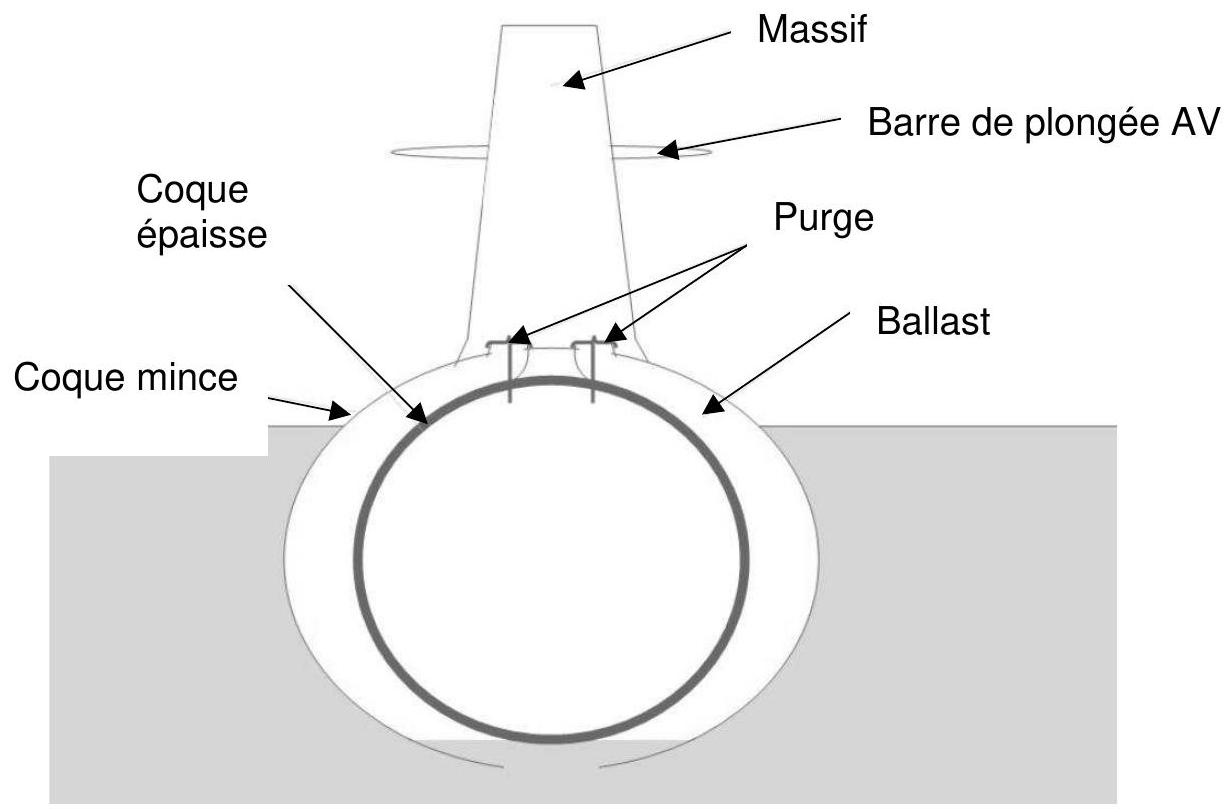 Massif
Barre de plongée AV
Coque
épaisse
Purge
Ballast
Coque mince